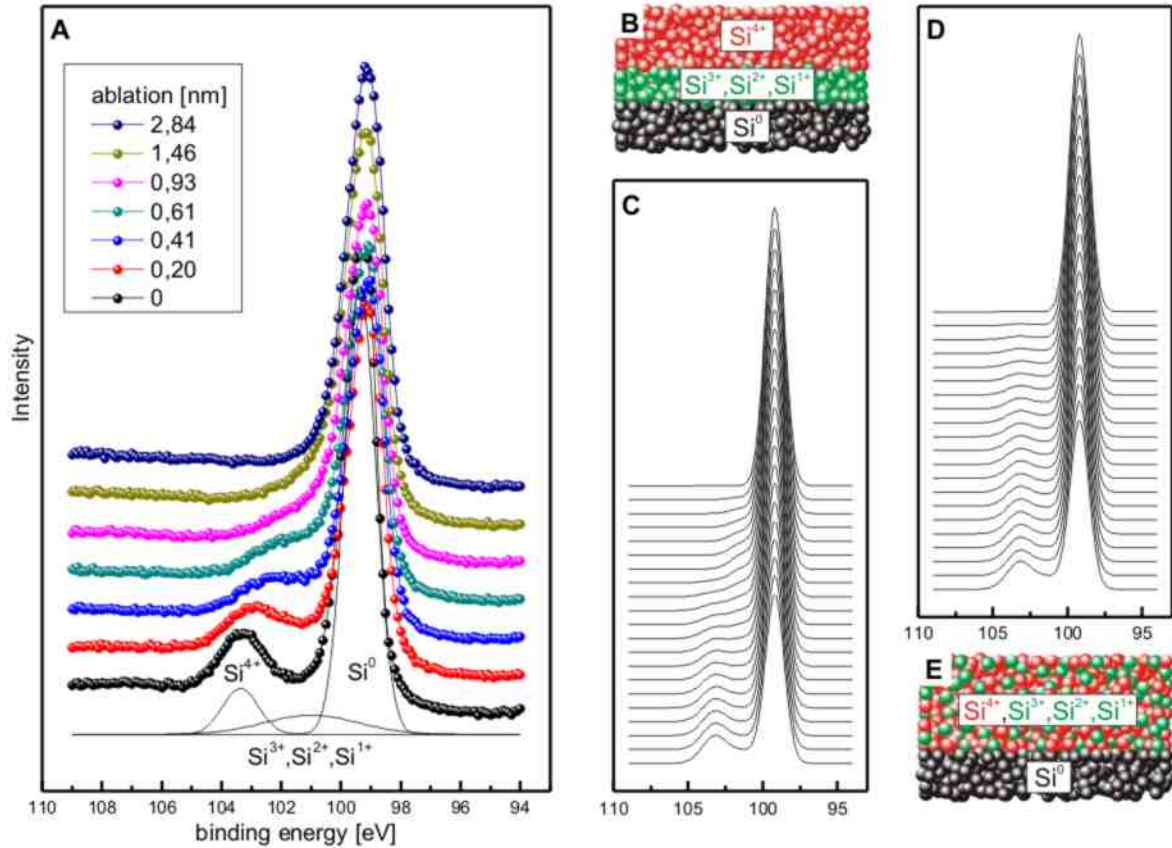 A
ablation [nm]
2,84
1,46
0,93
0,61
0,41
0,20
0
Intensity
Si⁴⁺
Si⁰
Si³⁺,Si²⁺,Si¹⁺
110 108 106 104 102 100 98 96 94
binding energy [eV]
B
Si⁴⁺
Si³⁺,Si²⁺,Si¹⁺
Si⁰
C
110 105 100 95
D
110 105 100 95
E
Si⁴⁺,Si³⁺,Si²⁺,Si¹⁺
Si⁰